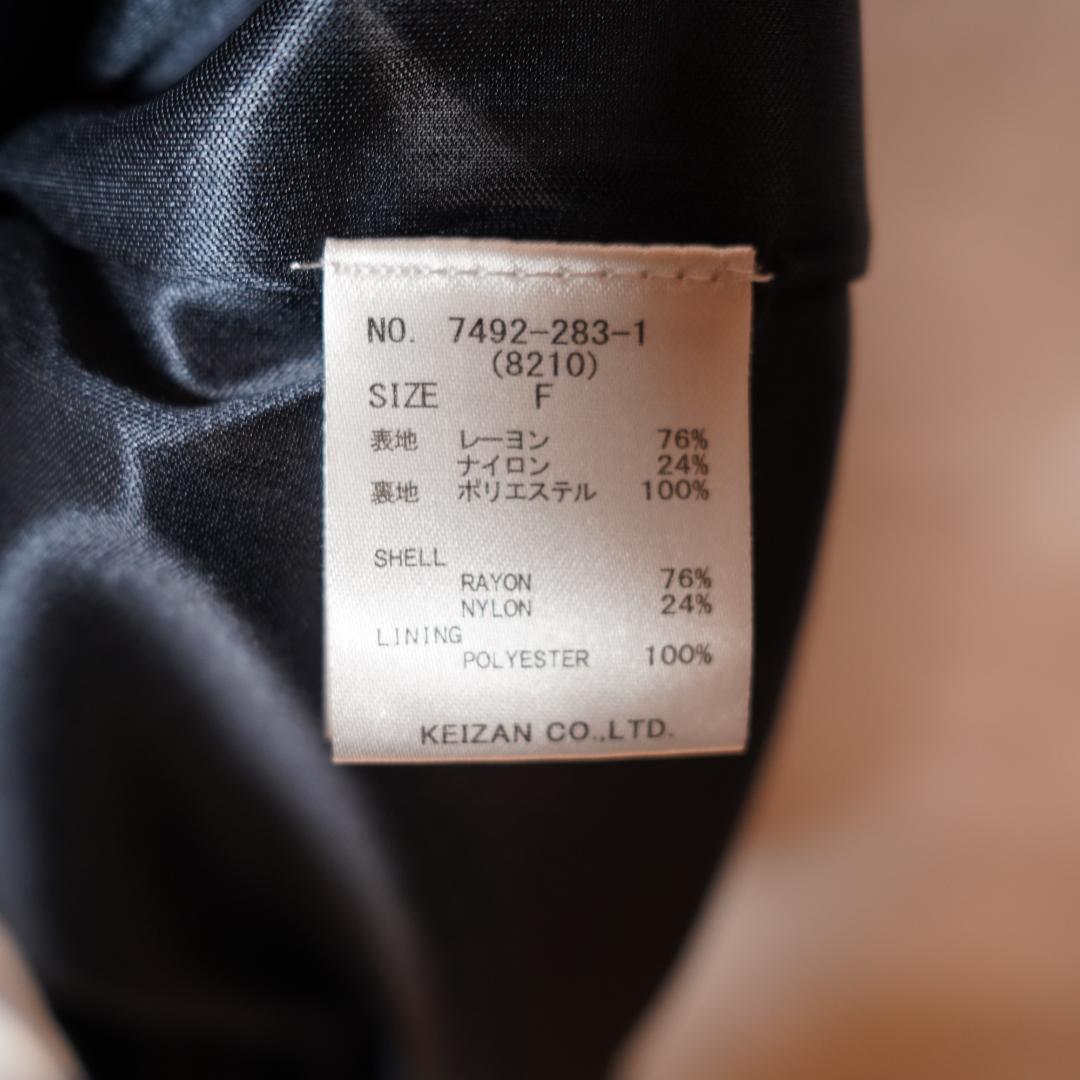 NO. 7492-283-1
(8210)
SIZE F
表地 レーヨン 76%
ナイロン 24%
裏地 ポリエステル 100%
SHELL
RAYON 76%
NYLON 24%
LINING
POLYESTER 100%
KEIZAN CO.,LTD.